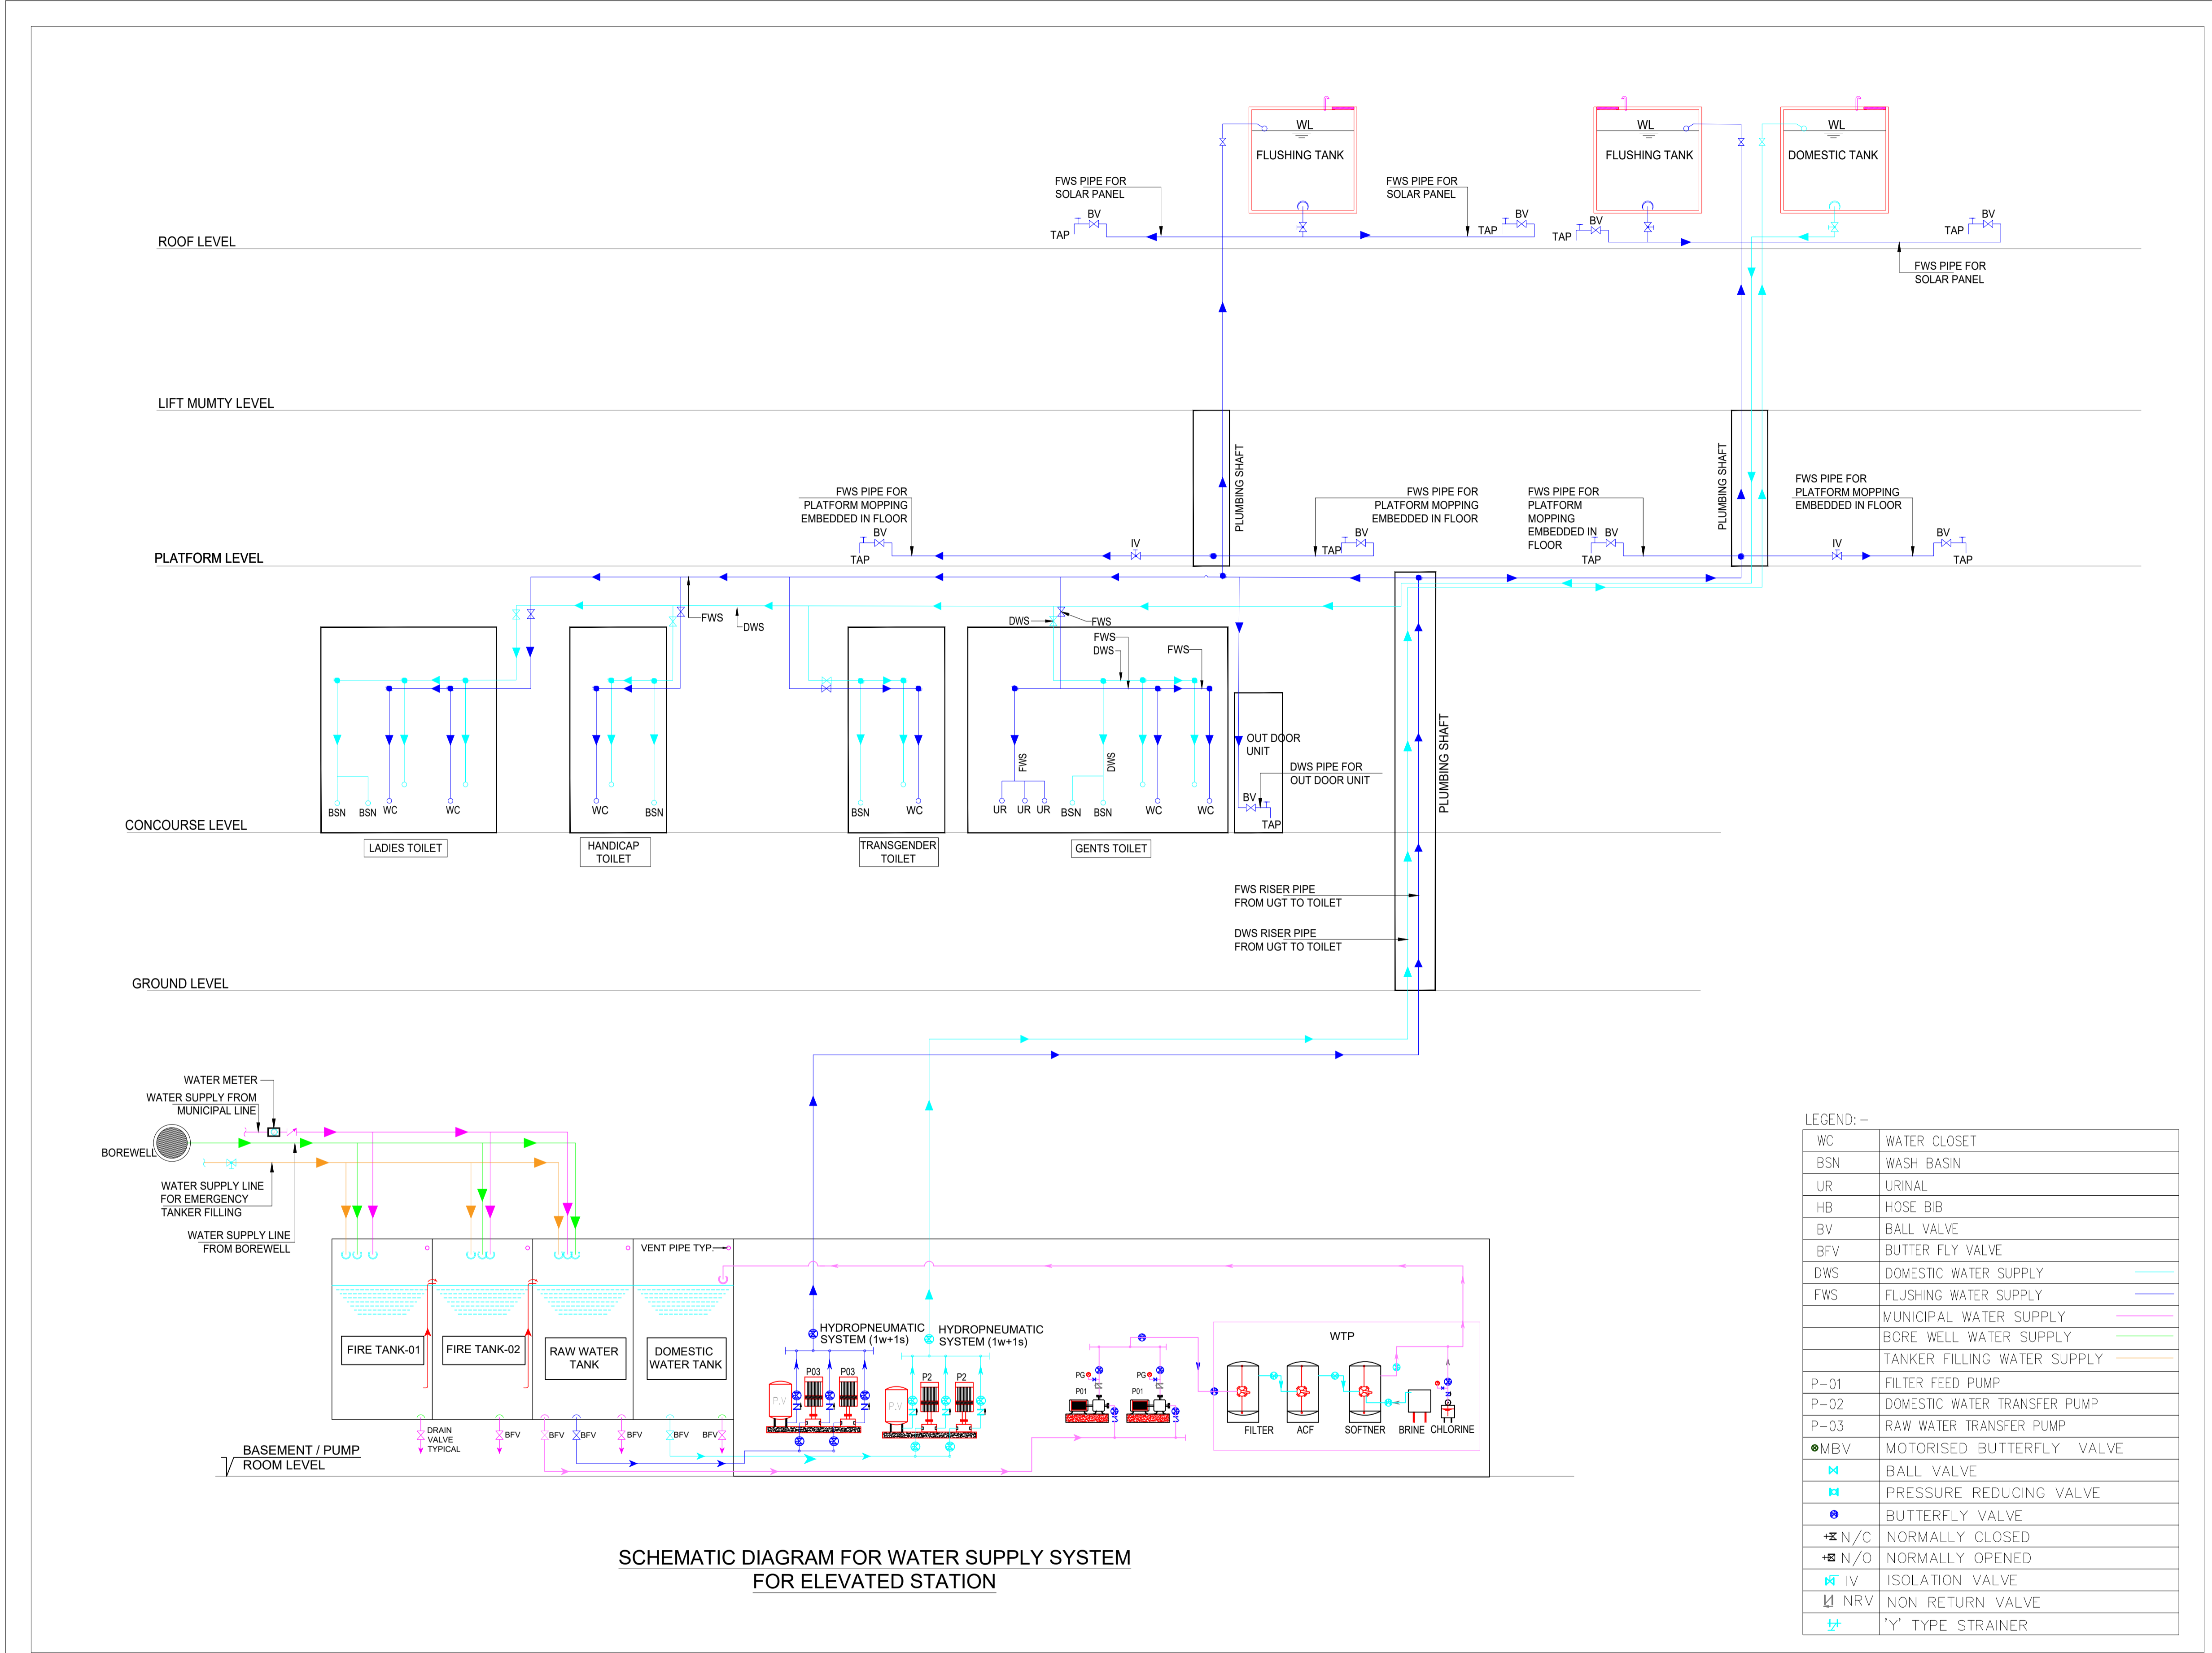 WL
FLUSHING TANK
WL
FLUSHING TANK
WL
DOMESTIC TANK
FWS PIPE FOR
SOLAR PANEL
FWS PIPE FOR
SOLAR PANEL
BV
TAP
BV
TAP
BV
TAP
BV
TAP
ROOF LEVEL
FWS PIPE FOR
SOLAR PANEL
LIFT MUMTY LEVEL
PLUMBING SHAFT
PLUMBING SHAFT
FWS PIPE FOR
PLATFORM MOPPING
EMBEDDED IN FLOOR
BV
TAP
IV
FWS PIPE FOR
PLATFORM MOPPING
EMBEDDED IN FLOOR
BV
TAP
FWS PIPE FOR
PLATFORM
MOPPING
EMBEDDED IN
FLOOR
BV
TAP
IV
FWS PIPE FOR
PLATFORM MOPPING
EMBEDDED IN FLOOR
BV
TAP
PLATFORM LEVEL
FWS
DWS
DWS
FWS
FWS
DWS
FWS
FWS
DWS
OUT DOOR
UNIT
DWS PIPE FOR
OUT DOOR UNIT
BV
TAP
PLUMBING SHAFT
BSN
BSN
WC
WC
WC
BSN
BSN
WC
UR
UR
UR
BSN
BSN
WC
WC
CONCOURSE LEVEL
LADIES TOILET
HANDICAP
TOILET
TRANSGENDER
TOILET
GENTS TOILET
FWS RISER PIPE
FROM UGT TO TOILET
DWS RISER PIPE
FROM UGT TO TOILET
GROUND LEVEL
WATER METER
WATER SUPPLY FROM
MUNICIPAL LINE
BOREWELL
WATER SUPPLY LINE
FOR EMERGENCY
TANKER FILLING
WATER SUPPLY LINE
FROM BOREWELL
VENT PIPE TYP.
FIRE TANK-01
FIRE TANK-02
RAW WATER
TANK
DOMESTIC
WATER TANK
HYDROPNEUMATIC
SYSTEM (1w+1s)
HYDROPNEUMATIC
SYSTEM (1w+1s)
P.V
P03
P03
P.V
P2
P2
PG
P01
PG
P01
WTP
FILTER
ACF
SOFTNER
BRINE
CHLORINE
DRAIN
VALVE
TYPICAL
BFV
BFV
BFV
BFV
BFV
BFV
BASEMENT / PUMP
ROOM LEVEL
SCHEMATIC DIAGRAM FOR WATER SUPPLY SYSTEM
FOR ELEVATED STATION
LEGEND:-
WC WATER CLOSET
BSN WASH BASIN
UR URINAL
HB HOSE BIB
BV BALL VALVE
BFV BUTTER FLY VALVE
DWS DOMESTIC WATER SUPPLY
FWS FLUSHING WATER SUPPLY
MUNICIPAL WATER SUPPLY
BORE WELL WATER SUPPLY
TANKER FILLING WATER SUPPLY
P-01 FILTER FEED PUMP
P-02 DOMESTIC WATER TRANSFER PUMP
P-03 RAW WATER TRANSFER PUMP
MBV MOTORISED BUTTERFLY VALVE
BALL VALVE
PRESSURE REDUCING VALVE
BUTTERFLY VALVE
N/C NORMALLY CLOSED
N/O NORMALLY OPENED
IV ISOLATION VALVE
NRV NON RETURN VALVE
'Y' TYPE STRAINER